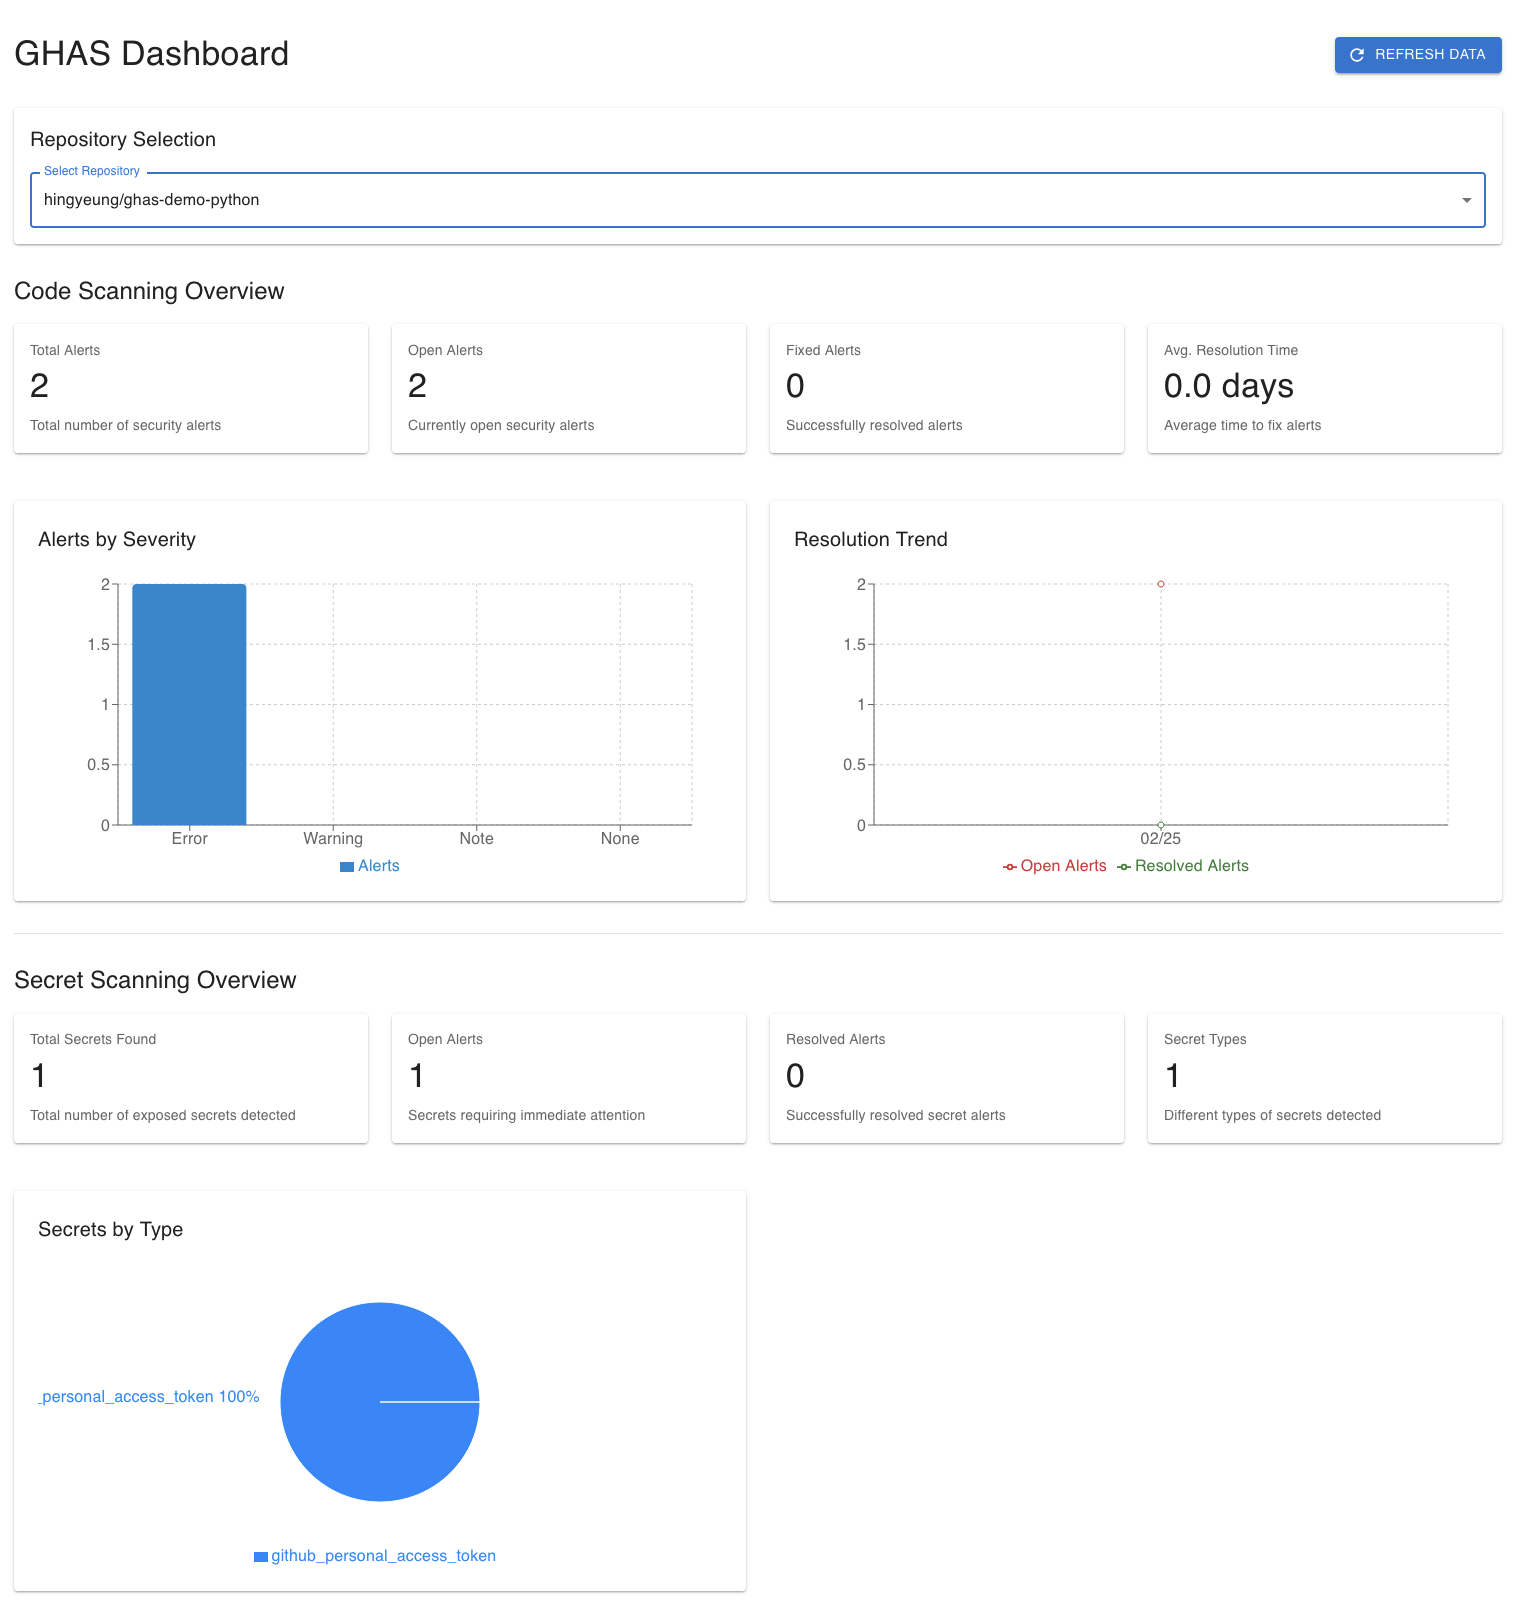 GHAS Dashboard
REFRESH DATA
Repository Selection
Select Repository
hingyeung/ghas-demo-python
Code Scanning Overview
Total Alerts
2
Total number of security alerts
Open Alerts
2
Currently open security alerts
Fixed Alerts
0
Successfully resolved alerts
Avg. Resolution Time
0.0 days
Average time to fix alerts
Alerts by Severity
2
1.5
1
0.5
0
Error Warning Note None
Alerts
Resolution Trend
2
1.5
1
0.5
0
02/25
Open Alerts Resolved Alerts
Secret Scanning Overview
Total Secrets Found
1
Total number of exposed secrets detected
Open Alerts
1
Secrets requiring immediate attention
Resolved Alerts
0
Successfully resolved secret alerts
Secret Types
1
Different types of secrets detected
Secrets by Type
_personal_access_token 100%
github_personal_access_token